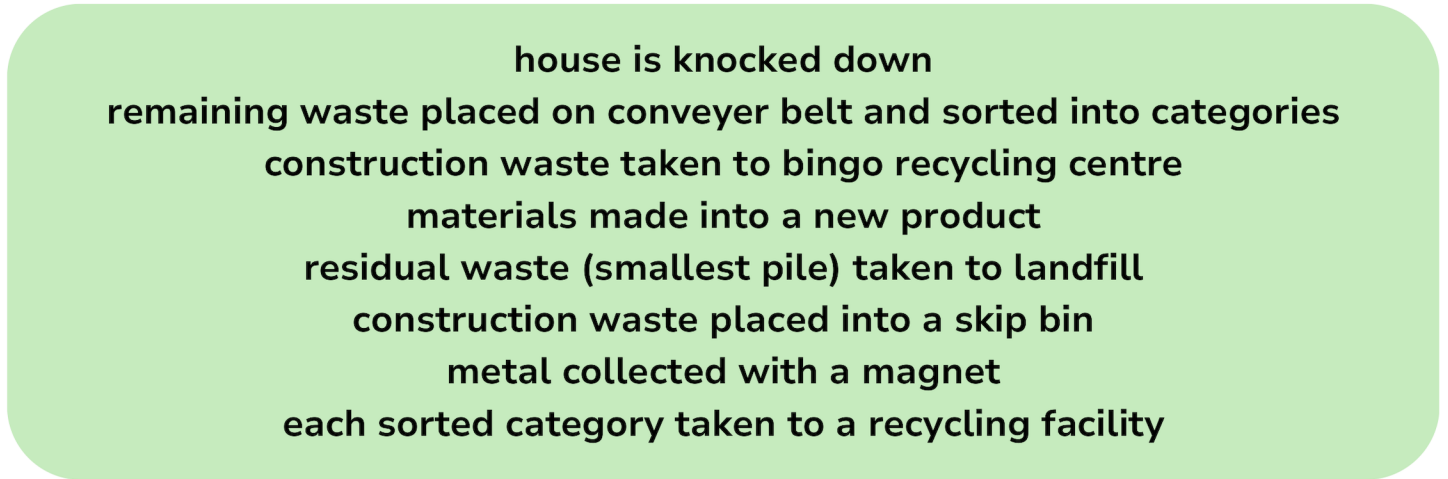 house is knocked down
remaining waste placed on conveyer belt and sorted into categories
construction waste taken to bingo recycling centre
materials made into a new product
residual waste (smallest pile) taken to landfill
construction waste placed into a skip bin
metal collected with a magnet
each sorted category taken to a recycling facility